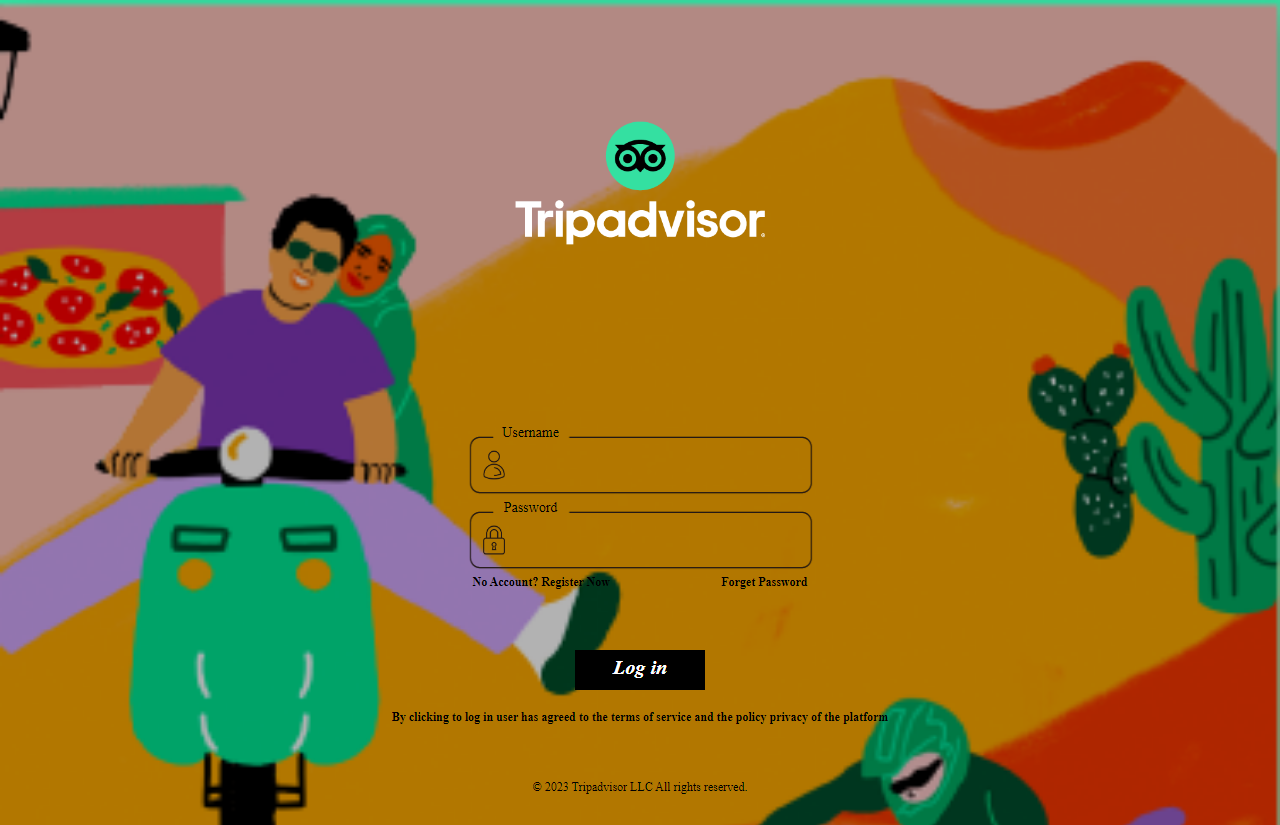 Tripadvisor
Username
Password
No Account? Register Now
Forget Password
Log in
By clicking to log in user has agreed to the terms of service and the policy privacy of the platform
© 2023 Tripadvisor LLC All rights reserved.